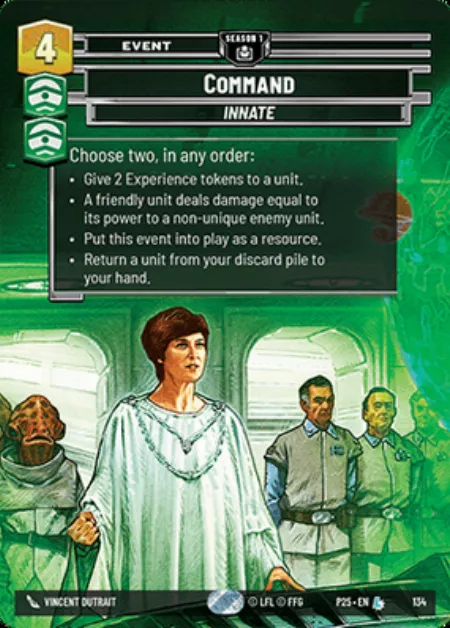 4
EVENT
SEASON 1
COMMAND
INNATE
Choose two, in any order:
• Give 2 Experience tokens to a unit.
• A friendly unit deals damage equal to
its power to a non-unique enemy unit.
• Put this event into play as a resource.
• Return a unit from your discard pile to
your hand.
VINCENT DUTRAIT
© LFL © FFG
P25 • EN
134